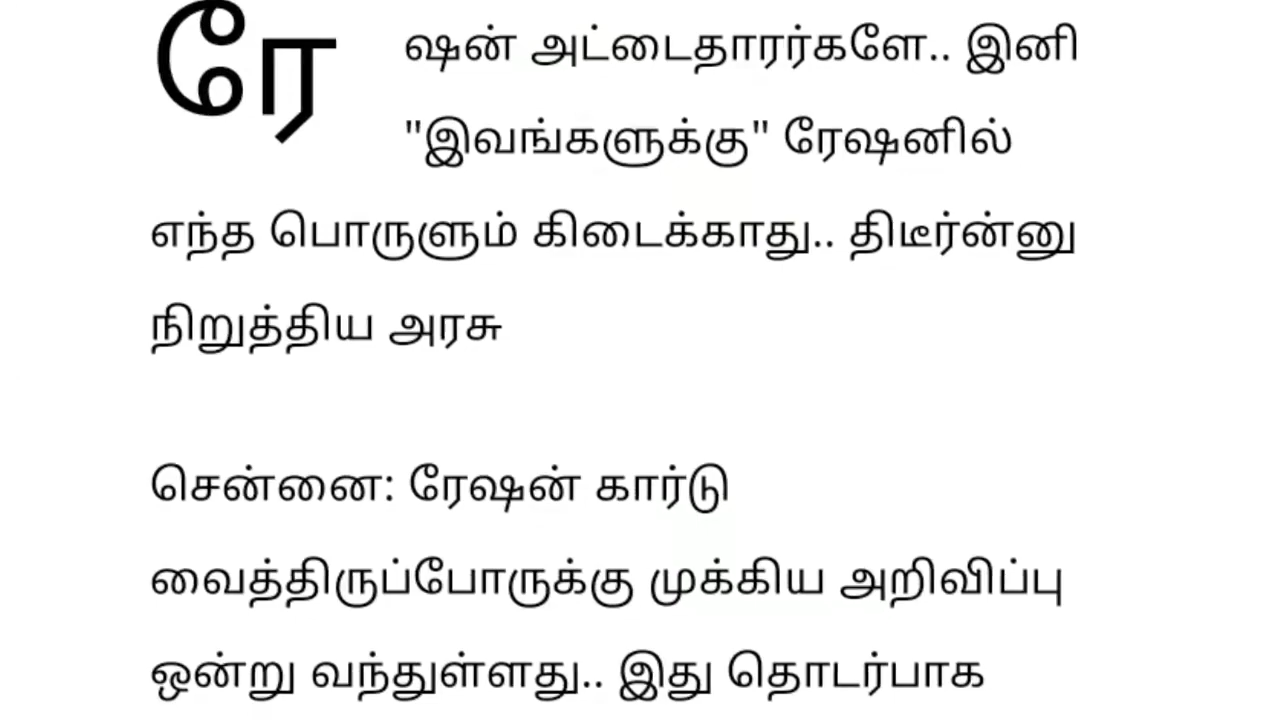 ரேஷன் அட்டைதாரர்களே.. இனி
"இவங்களுக்கு" ரேஷனில்
எந்த பொருளும் கிடைக்காது.. திடீர்ன்னு
நிறுத்திய அரசு
சென்னை: ரேஷன் கார்டு
வைத்திருப்போருக்கு முக்கிய அறிவிப்பு
ஒன்று வந்துள்ளது.. இது தொடர்பாக